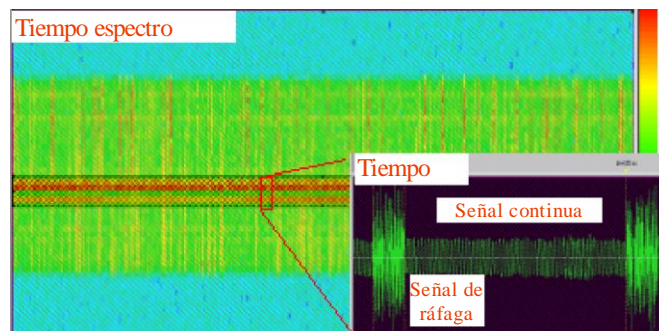 Tiempo espectro
Tiempo
Señal continua
Señal de
ráfaga